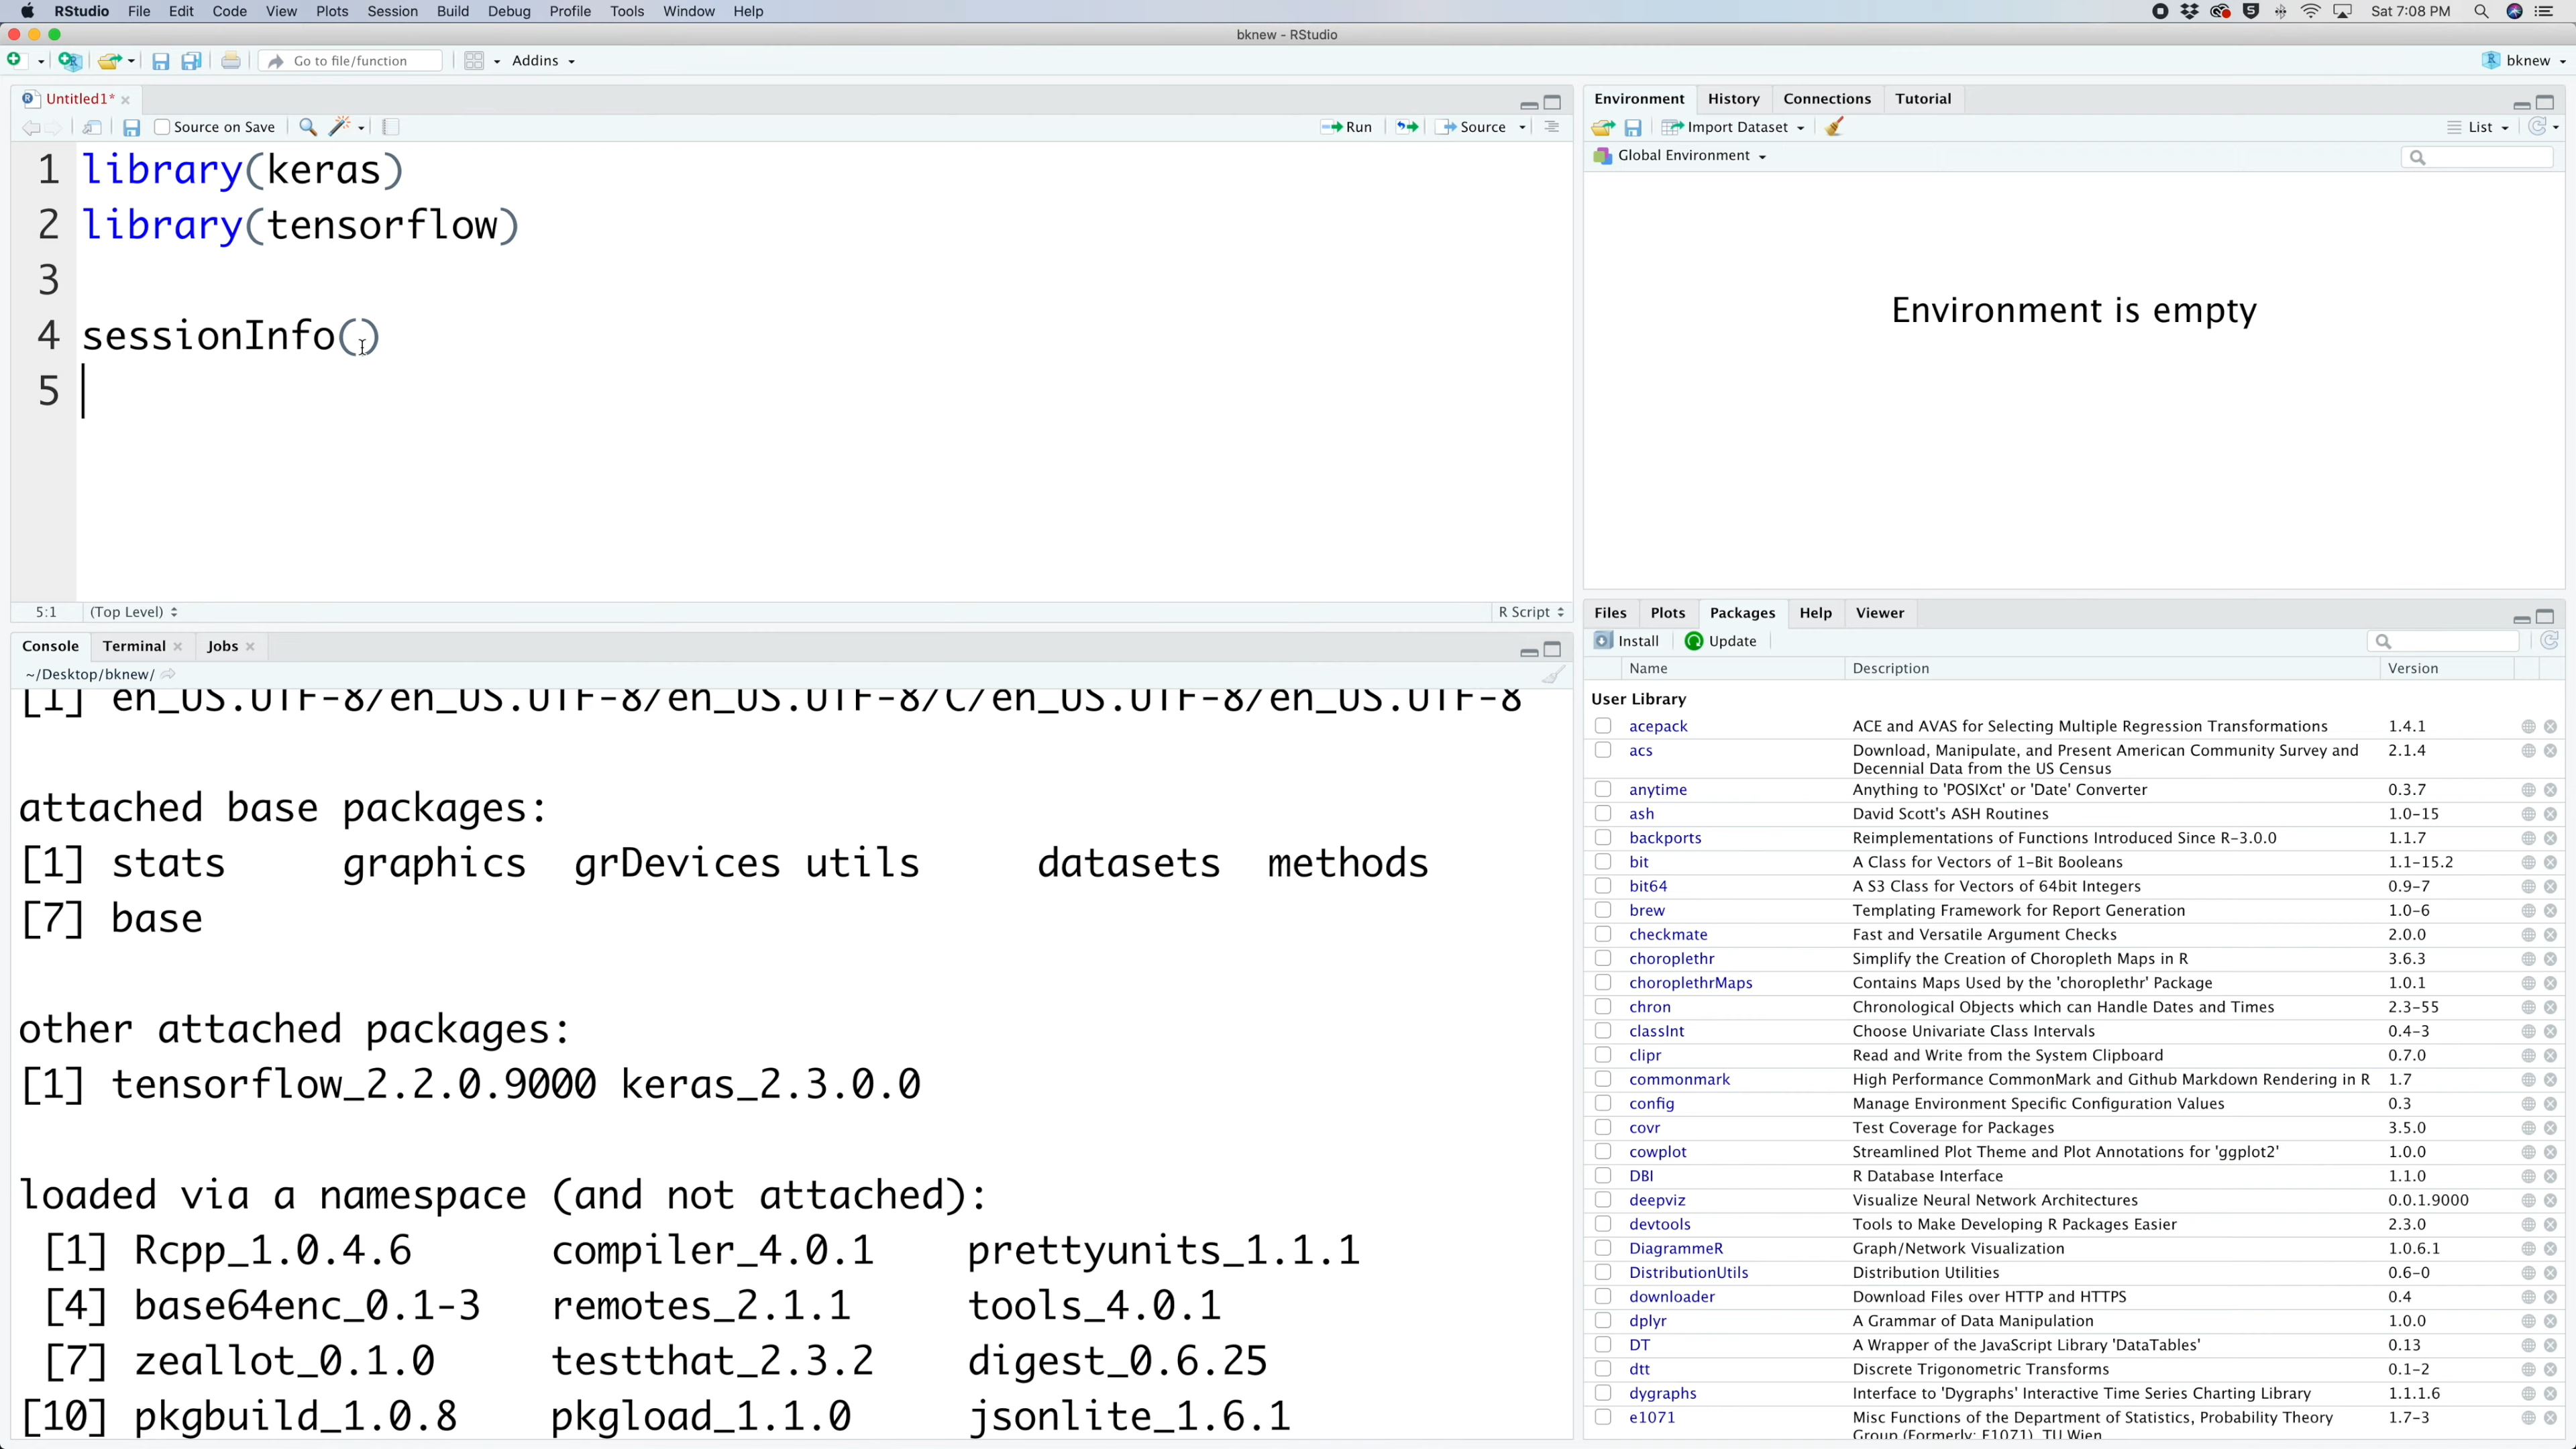 RStudio File Edit Code View Plots Session Build Debug Profile Tools Window Help Sat 7:08 PM
bknew - RStudio
Go to file/function Addins bknew
Untitled1*
Source on Save Run Source
1 library(keras)
2 library(tensorflow)
3
4 sessionInfo()
5
5:1 (Top Level) R Script
Console Terminal Jobs
~/Desktop/bknew/
[1] en_US.UTF-8/en_US.UTF-8/en_US.UTF-8/C/en_US.UTF-8/en_US.UTF-8
attached base packages:
[1] stats graphics grDevices utils datasets methods
[7] base
other attached packages:
[1] tensorflow_2.2.0.9000 keras_2.3.0.0
loaded via a namespace (and not attached):
[1] Rcpp_1.0.4.6 compiler_4.0.1 prettyunits_1.1.1
[4] base64enc_0.1-3 remotes_2.1.1 tools_4.0.1
[7] zeallot_0.1.0 testthat_2.3.2 digest_0.6.25
[10] pkgbuild_1.0.8 pkgload_1.1.0 jsonlite_1.6.1
Environment History Connections Tutorial
Import Dataset List
Global Environment
Environment is empty
Files Plots Packages Help Viewer
Install Update
Name Description Version
User Library
acepack ACE and AVAS for Selecting Multiple Regression Transformations 1.4.1
acs Download, Manipulate, and Present American Community Survey and 2.1.4
Decennial Data from the US Census
anytime Anything to 'POSIXct' or 'Date' Converter 0.3.7
ash David Scott's ASH Routines 1.0-15
backports Reimplementations of Functions Introduced Since R-3.0.0 1.1.7
bit A Class for Vectors of 1-Bit Booleans 1.1-15.2
bit64 A S3 Class for Vectors of 64bit Integers 0.9-7
brew Templating Framework for Report Generation 1.0-6
checkmate Fast and Versatile Argument Checks 2.0.0
choroplethr Simplify the Creation of Choropleth Maps in R 3.6.3
choroplethrMaps Contains Maps Used by the 'choroplethr' Package 1.0.1
chron Chronological Objects which can Handle Dates and Times 2.3-55
classInt Choose Univariate Class Intervals 0.4-3
clipr Read and Write from the System Clipboard 0.7.0
commonmark High Performance CommonMark and Github Markdown Rendering in R 1.7
config Manage Environment Specific Configuration Values 0.3
covr Test Coverage for Packages 3.5.0
cowplot Streamlined Plot Theme and Plot Annotations for 'ggplot2' 1.0.0
DBI R Database Interface 1.1.0
deepviz Visualize Neural Network Architectures 0.0.1.9000
devtools Tools to Make Developing R Packages Easier 2.3.0
DiagrammeR Graph/Network Visualization 1.0.6.1
DistributionUtils Distribution Utilities 0.6-0
downloader Download Files over HTTP and HTTPS 0.4
dplyr A Grammar of Data Manipulation 1.0.0
DT A Wrapper of the JavaScript Library 'DataTables' 0.13
dtt Discrete Trigonometric Transforms 0.1-2
dygraphs Interface to 'Dygraphs' Interactive Time Series Charting Library 1.1.1.6
e1071 Misc Functions of the Department of Statistics, Probability Theory 1.7-3
Group (Formerly: E1071), TU Wien